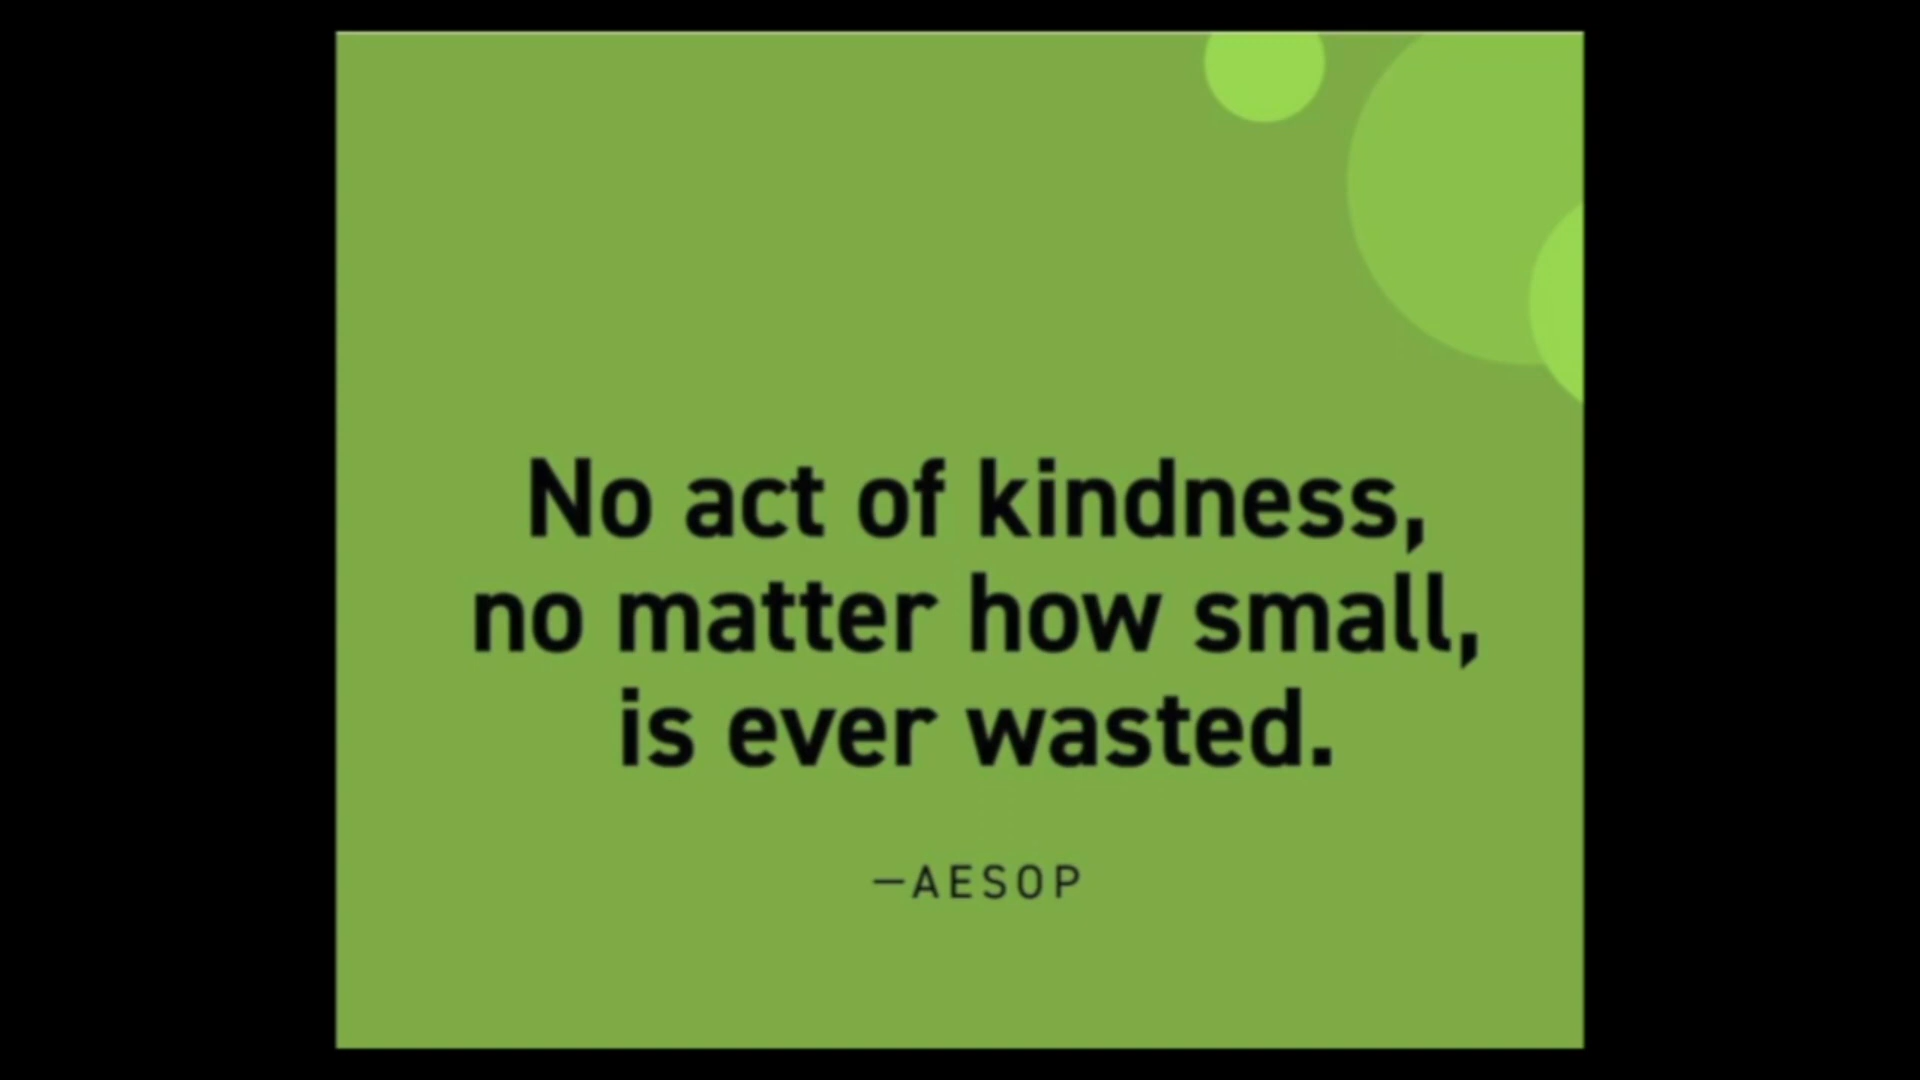 No act of kindness,
no matter how small,
is ever wasted.
—AESOP